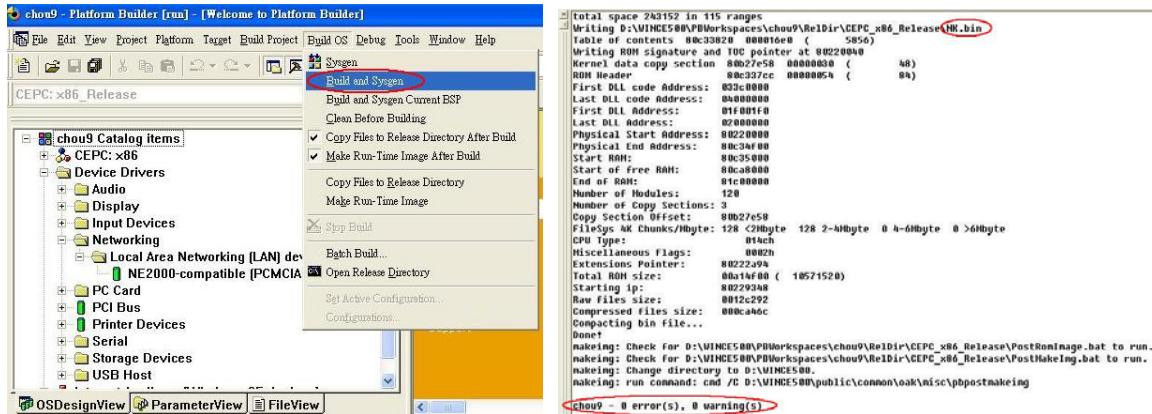 chou9 - Platform Builder [run] - [Welcome to Platform Builder]
File Edit View Project Platform Target Build Project Build OS Debug Tools Window Help
CEPC: x86_Release
chou9 Catalog items
CEPC: x86
Device Drivers
Audio
Display
Input Devices
Networking
Local Area Networking (LAN) dev
NE2000-compatible (PCMCIA
PC Card
PCI Bus
Printer Devices
Serial
Storage Devices
USB Host
OSDesignView ParameterView FileView
Sysgen
Build and Sysgen
Build and Sysgen Current BSP
Clean Before Building
Copy Files to Release Directory After Build
Make Run-Time Image After Build
Copy Files to Release Directory
Make Run-Time Image
Stop Build
Batch Build...
Open Release Directory
Set Active Configuration...
Configurations...
total space 243152 in 115 ranges
Writing D:\WINCE500\PBWorkspaces\chou9\RelDir\CEPC_x86_Release\NK.bin
Table of contents 80c33820 000016e0 ( 5856)
Writing ROM signature and TOC pointer at 80220040
Kernel data copy section 80b27e58 00000030 ( 48)
ROM Header 80c337cc 00000054 ( 84)
First DLL code Address: 033c0000
Last DLL code Address: 04000000
First DLL Address: 01f001f0
Last DLL Address: 02000000
Physical Start Address: 80220000
Physical End Address: 80c34f00
Start RAM: 80c35000
Start of free RAM: 80ca8000
End of RAM: 81c00000
Number of Modules: 120
Number of Copy Sections: 3
Copy Section Offset: 80b27e58
FileSys 4K Chunks/Mbyte: 128 <2Mbyte 128 2-4Mbyte 0 4-6Mbyte 0 >6Mbyte
CPU Type: 014ch
Miscellaneous Flags: 0002h
Extensions Pointer: 80222a94
Total ROM size: 00a14f00 ( 10571520)
Starting ip: 80229348
Raw files size: 0012c292
Compressed files size: 000ca46c
Compacting bin file...
Done!
makeimg: Check for D:\WINCE500\PBWorkspaces\chou9\RelDir\CEPC_x86_Release\PostRomImage.bat to run.
makeimg: Check for D:\WINCE500\PBWorkspaces\chou9\RelDir\CEPC_x86_Release\PostMakeImg.bat to run.
makeimg: Change directory to D:\WINCE500.
makeimg: run command: cmd /C D:\WINCE500\public\common\oak\misc\pbpostmakeimg
chou9 - 0 error(s), 0 warning(s)